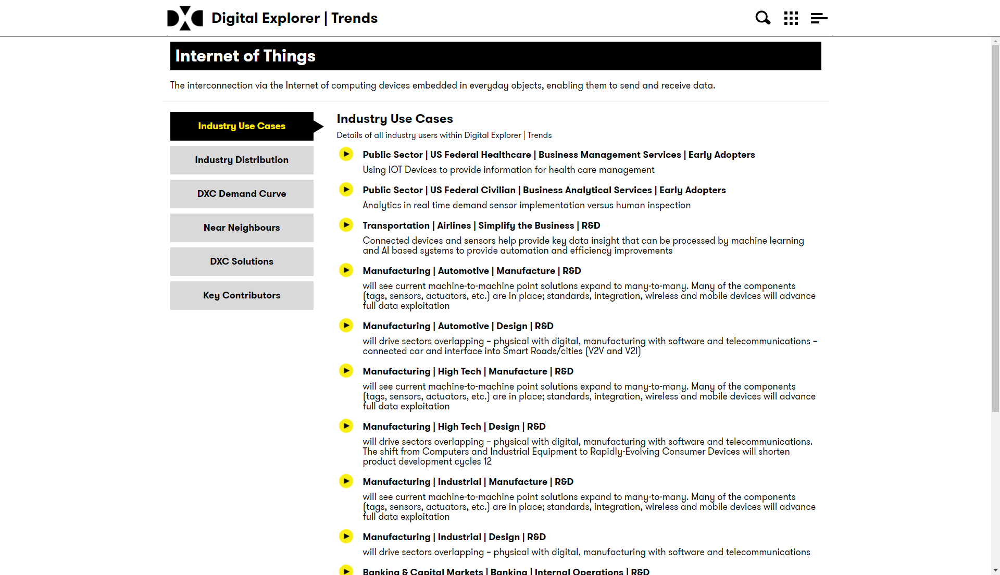 DXC Digital Explorer | Trends
Internet of Things
The interconnection via the Internet of computing devices embedded in everyday objects, enabling them to send and receive data.
Industry Use Cases
Industry Distribution
DXC Demand Curve
Near Neighbours
DXC Solutions
Key Contributors
Industry Use Cases
Details of all industry users within Digital Explorer | Trends
Public Sector | US Federal Healthcare | Business Management Services | Early Adopters
Using IOT Devices to provide information for health care management
Public Sector | US Federal Civilian | Business Analytical Services | Early Adopters
Analytics in real time demand sensor implementation versus human inspection
Transportation | Airlines | Simplify the Business | R&D
Connected devices and sensors help provide key data insight that can be processed by machine learning
and AI based systems to provide automation and efficiency improvements
Manufacturing | Automotive | Manufacture | R&D
will see current machine-to-machine point solutions expand to many-to-many. Many of the components
(tags, sensors, actuators, etc.) are in place; standards, integration, wireless and mobile devices will advance
full data exploitation
Manufacturing | Automotive | Design | R&D
will drive sectors overlapping – physical with digital, manufacturing with software and telecommunications –
connected car and interface into Smart Roads/cities (V2V and V2I)
Manufacturing | High Tech | Manufacture | R&D
will see current machine-to-machine point solutions expand to many-to-many. Many of the components
(tags, sensors, actuators, etc.) are in place; standards, integration, wireless and mobile devices will advance
full data exploitation
Manufacturing | High Tech | Design | R&D
will drive sectors overlapping – physical with digital, manufacturing with software and telecommunications.
The shift from Computers and Industrial Equipment to Rapidly-Evolving Consumer Devices will shorten
product development cycles 12
Manufacturing | Industrial | Manufacture | R&D
will see current machine-to-machine point solutions expand to many-to-many. Many of the components
(tags, sensors, actuators, etc.) are in place; standards, integration, wireless and mobile devices will advance
full data exploitation
Manufacturing | Industrial | Design | R&D
will drive sectors overlapping – physical with digital, manufacturing with software and telecommunications
Banking & Capital Markets | Banking | Internal Operations | R&D